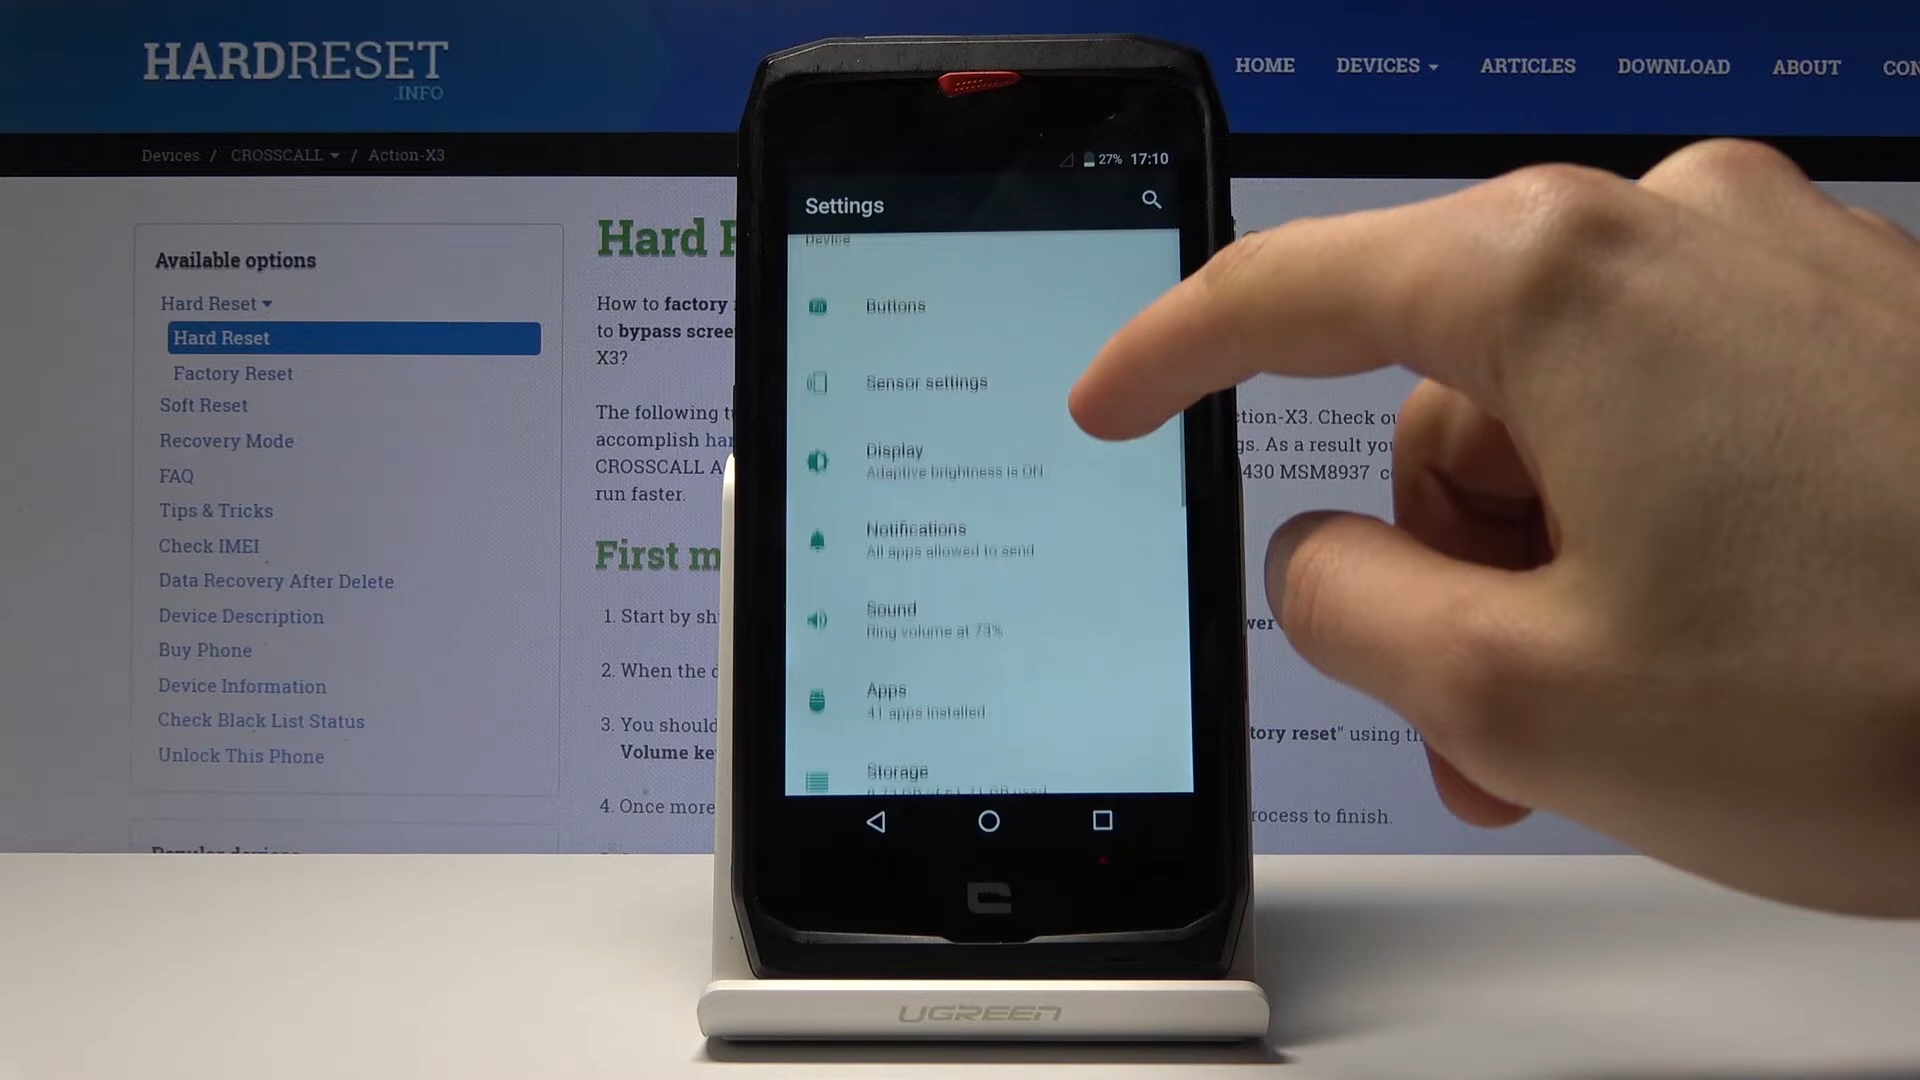 HARDRESET
.INFO
HOME DEVICES ARTICLES DOWNLOAD ABOUT
Devices / CROSSCALL / Action-X3
Available options
Hard Reset
Hard Reset
Factory Reset
Soft Reset
Recovery Mode
FAQ
Tips & Tricks
Check IMEI
Data Recovery After Delete
Device Description
Buy Phone
Device Information
Check Black List Status
Unlock This Phone
Hard
How to factory
to bypass scree
X3?
The following t
accomplish har
CROSSCALL A
run faster.
First m
1. Start by sh
2. When the d
3. You should
Volume ke
4. Once more
27% 17:10
Settings
Device
Buttons
Sensor settings
Display
Adaptive brightness is ON
Notifications
All apps allowed to send
Sound
Ring volume at 73%
Apps
41 apps installed
Storage
ction-X3. Check ou
gs. As a result you
430 MSM8937
wer
tory reset" using th
rocess to finish.
UGREEN